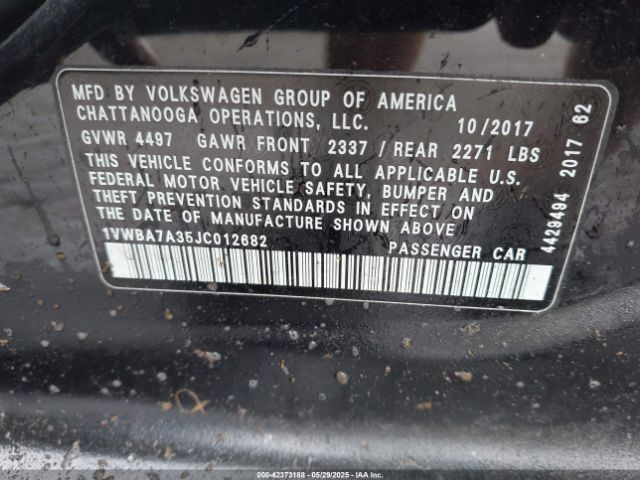 MFD BY VOLKSWAGEN GROUP OF AMERICA
CHATTANOOGA OPERATIONS, LLC. 10/2017
GVWR 4497 GAWR FRONT 2337 / REAR 2271 LBS
THIS VEHICLE CONFORMS TO ALL APPLICABLE U.S.
FEDERAL MOTOR VEHICLE SAFETY, BUMPER AND
THEFT PREVENTION STANDARDS IN EFFECT ON
THE DATE OF MANUFACTURE SHOWN ABOVE
1VWBA7A35JC012682 PASSENGER CAR
4429494 2017 62
000-42373188 - 05/29/2025 - IAAI, Inc.